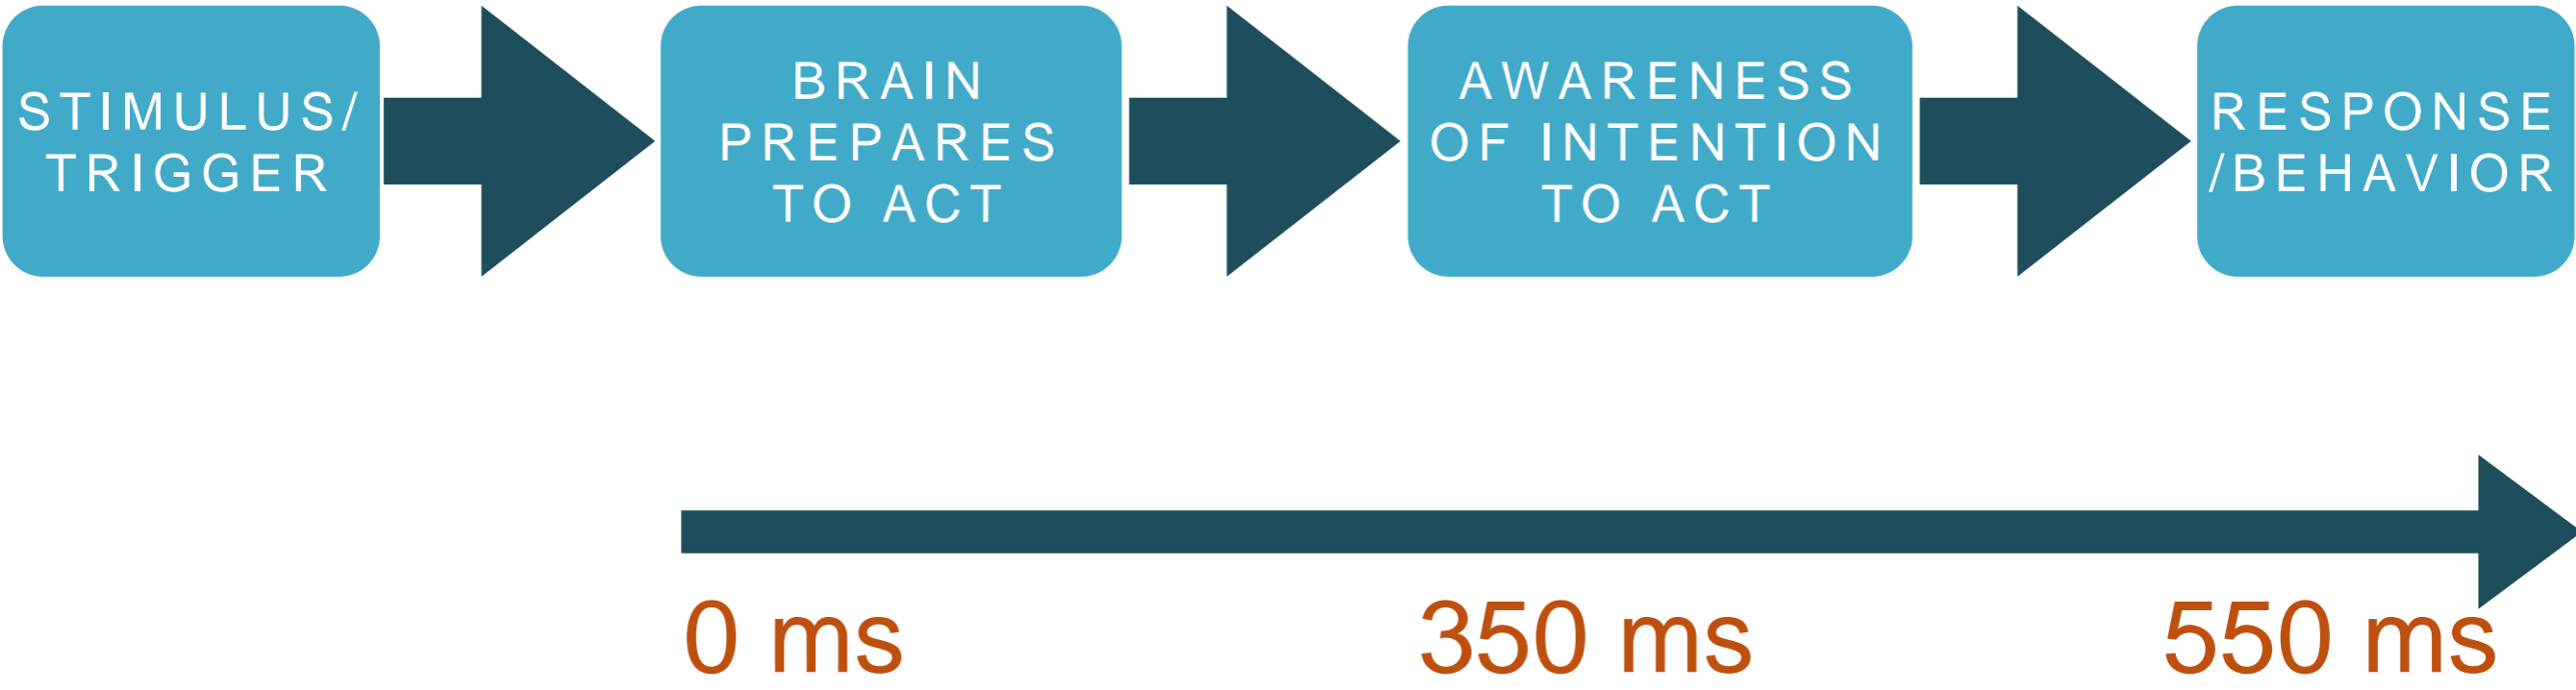 STIMULUS/
TRIGGER
BRAIN
PREPARES
TO ACT
AWARENESS
OF INTENTION
TO ACT
RESPONSE
/BEHAVIOR
0 ms
350 ms
550 ms